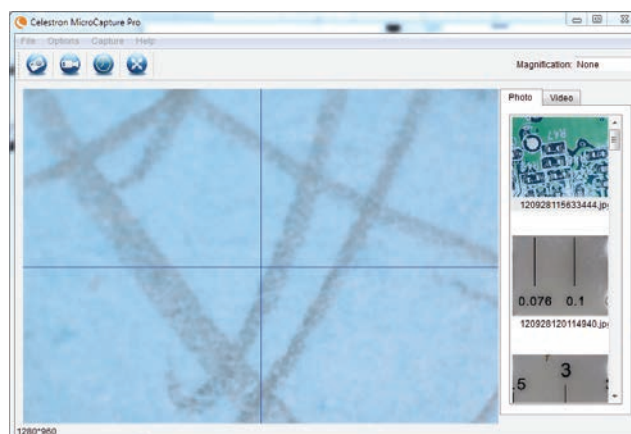 Celestron MicroCapture Pro
File Options Capture Help
Magnification: None
Photo Video
R47
120928115633444.jpg
0.076 0.1
120928120114940.jpg
.5 3
1280*960